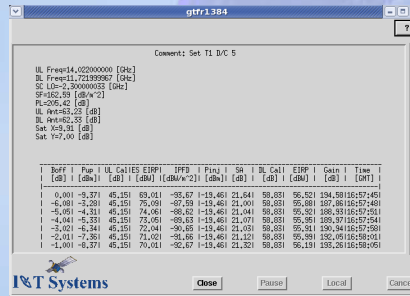 gtfr1384
?
Comment: Set T1 D/C 5
UL Freq=14.022000000 [GHz]
DL Freq=11.721999967 [GHz]
SC LO=-2.300000033 [GHz]
SF=162.59 [dB/m^2]
PL=205.42 [dB]
UL Ant=63.23 [dB]
DL Ant=62.33 [dB]
Sat X=9.91 [dB]
Sat Y=7.00 [dB]
| Boff | Pup | UL Cal|ES EIRP| IPFD | Pinj | SA | DL Cal| EIRP | Gain | Time |
| [dB] | [dBW]| [dB] | [dBW] |[dBW/m^2]| [dBm]| [dB] | [dB] | [dBW]| [dB] | [GMT] |
| 0.00| -9.37| 45.15| 69.01| -93.67 |-19.46| 21.64| 58.83| 56.52| 194.58|16:57:45|
| -6.08| -3.28| 45.15| 75.09| -87.59 |-19.46| 21.00| 58.83| 55.88| 187.86|16:57:48|
| -5.05| -4.31| 45.15| 74.06| -88.62 |-19.46| 21.04| 58.83| 55.92| 188.93|16:57:51|
| -4.04| -5.33| 45.15| 73.05| -89.63 |-19.46| 21.07| 58.83| 55.95| 189.97|16:57:54|
| -3.02| -6.34| 45.15| 72.04| -90.65 |-19.46| 21.03| 58.83| 55.91| 190.94|16:57:58|
| -2.01| -7.36| 45.15| 71.02| -91.66 |-19.46| 21.12| 58.83| 55.99| 192.05|16:58:01|
| -1.00| -8.37| 45.15| 70.01| -92.67 |-19.46| 21.32| 58.83| 56.19| 193.26|16:58:05|
Systems
Close
Pause
Local
Cance